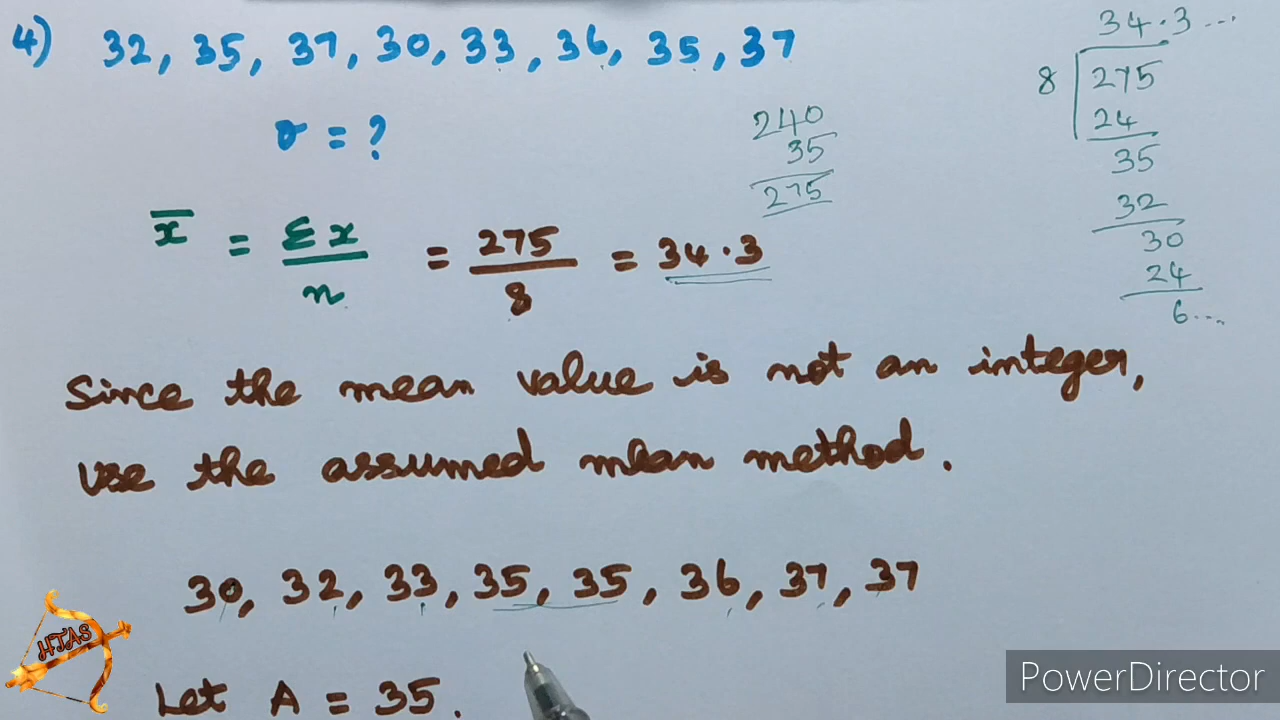 4) 32, 35, 37, 30, 33, 36, 35, 37
σ = ?
240
35
275
34.3...
8 275
24
35
32
30
24
6...
x̅ = Σx/n = 275/8 = 34.3
Since the mean value is not an integer,
use the assumed mean method.
30, 32, 33, 35, 35, 36, 37, 37
Let A = 35.
HTAS
PowerDirector